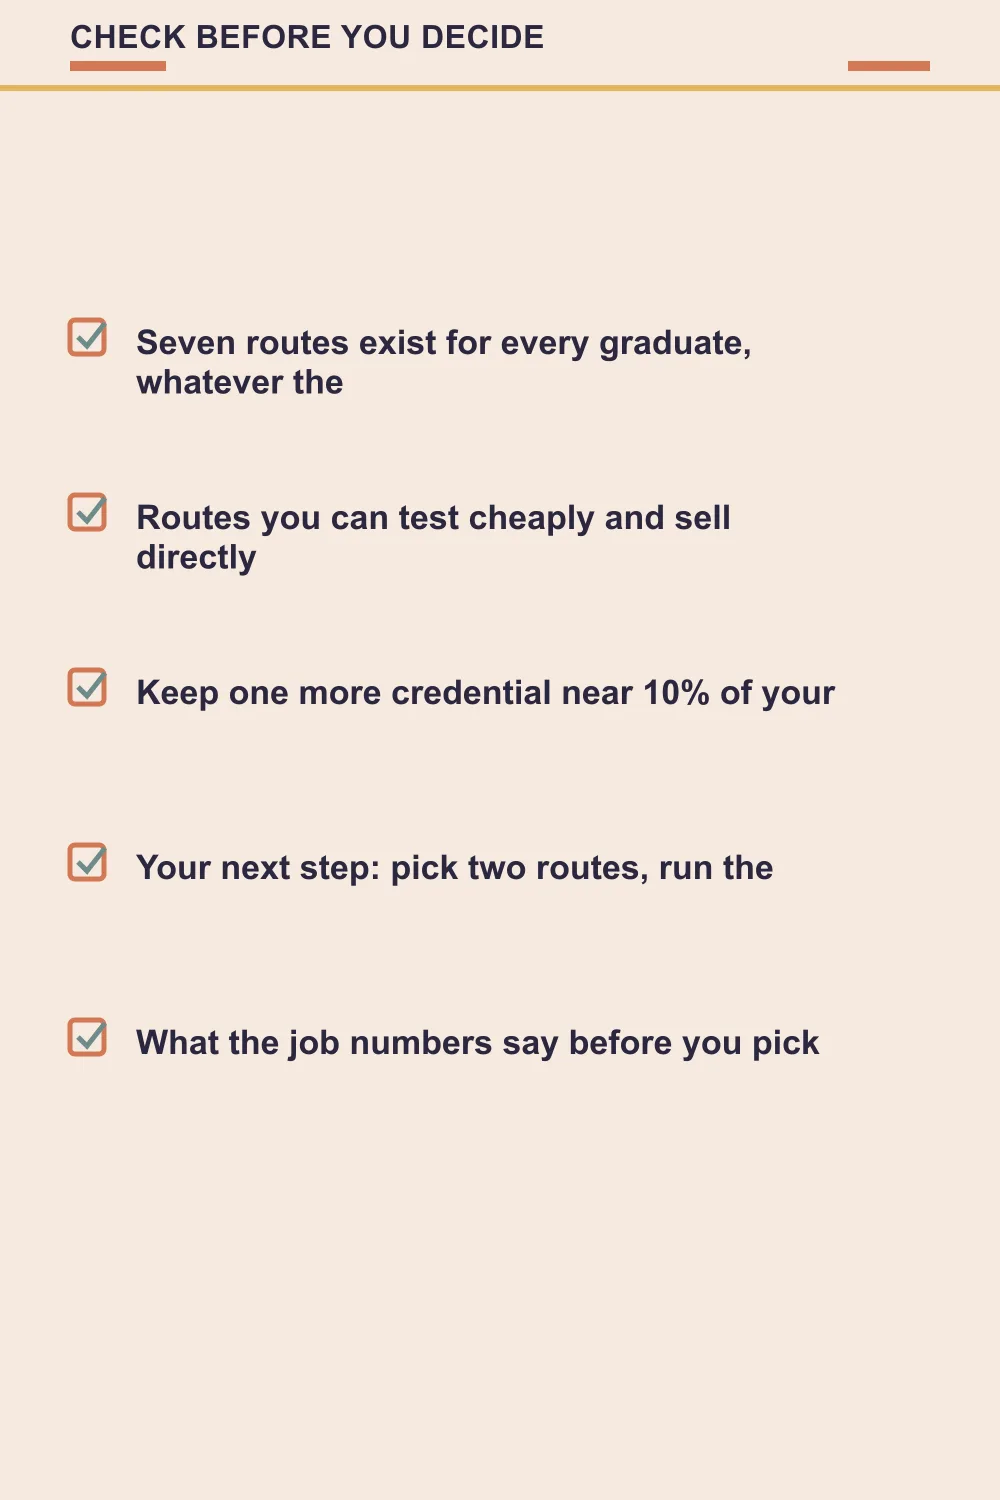 CHECK BEFORE YOU DECIDE
Seven routes exist for every graduate,
whatever the
Routes you can test cheaply and sell
directly
Keep one more credential near 10% of your
Your next step: pick two routes, run the
What the job numbers say before you pick